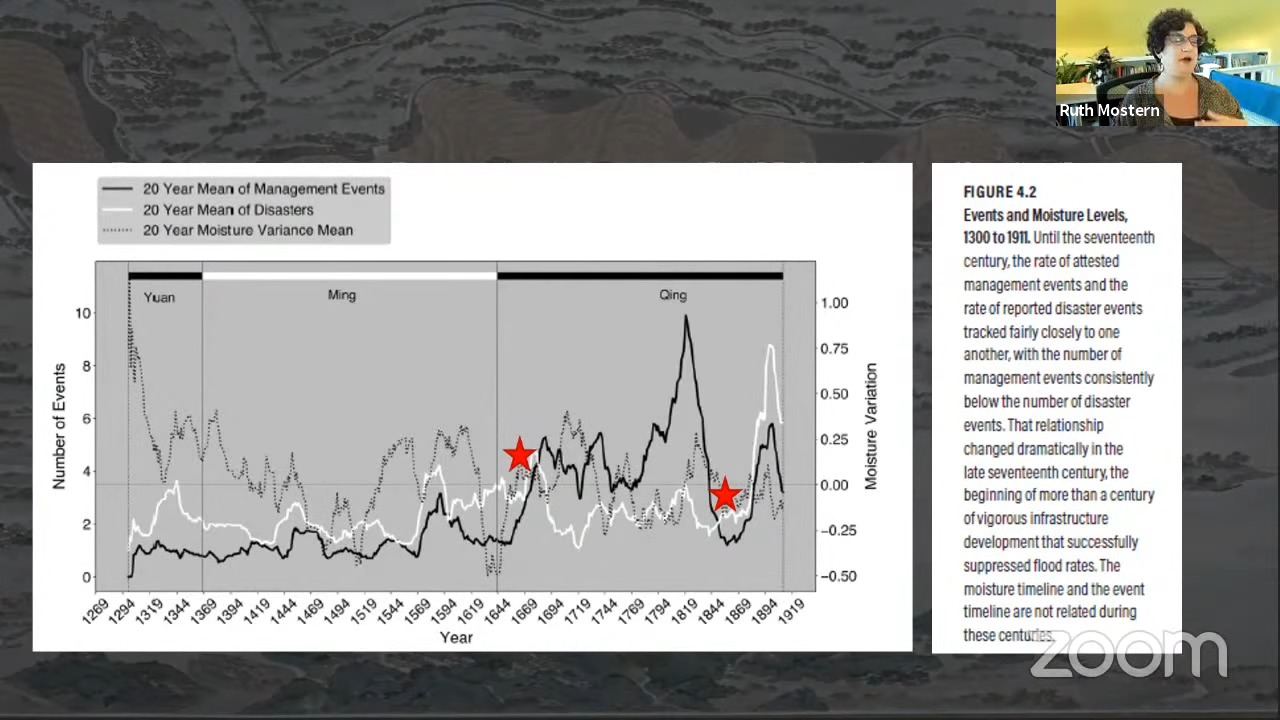 Ruth Mostern
20 Year Mean of Management Events
20 Year Mean of Disasters
20 Year Moisture Variance Mean
Yuan
Ming
Qing
Number of Events
10
8
6
4
2
0
1.00
0.75
0.50
0.25
0.00
−0.25
−0.50
Moisture Variation
1269
1294
1319
1344
1369
1394
1419
1444
1469
1494
1519
1544
1569
1594
1619
1644
1669
1694
1719
1744
1769
1794
1819
1844
1869
1894
1919
Year
FIGURE 4.2
Events and Moisture Levels,
1300 to 1911. Until the seventeenth
century, the rate of attested
management events and the
rate of reported disaster events
tracked fairly closely to one
another, with the number of
management events consistently
below the number of disaster
events. That relationship
changed dramatically in the
late seventeenth century, the
beginning of more than a century
of vigorous infrastructure
development that successfully
suppressed flood rates. The
moisture timeline and the event
timeline are not related during
these centuries.
zoom